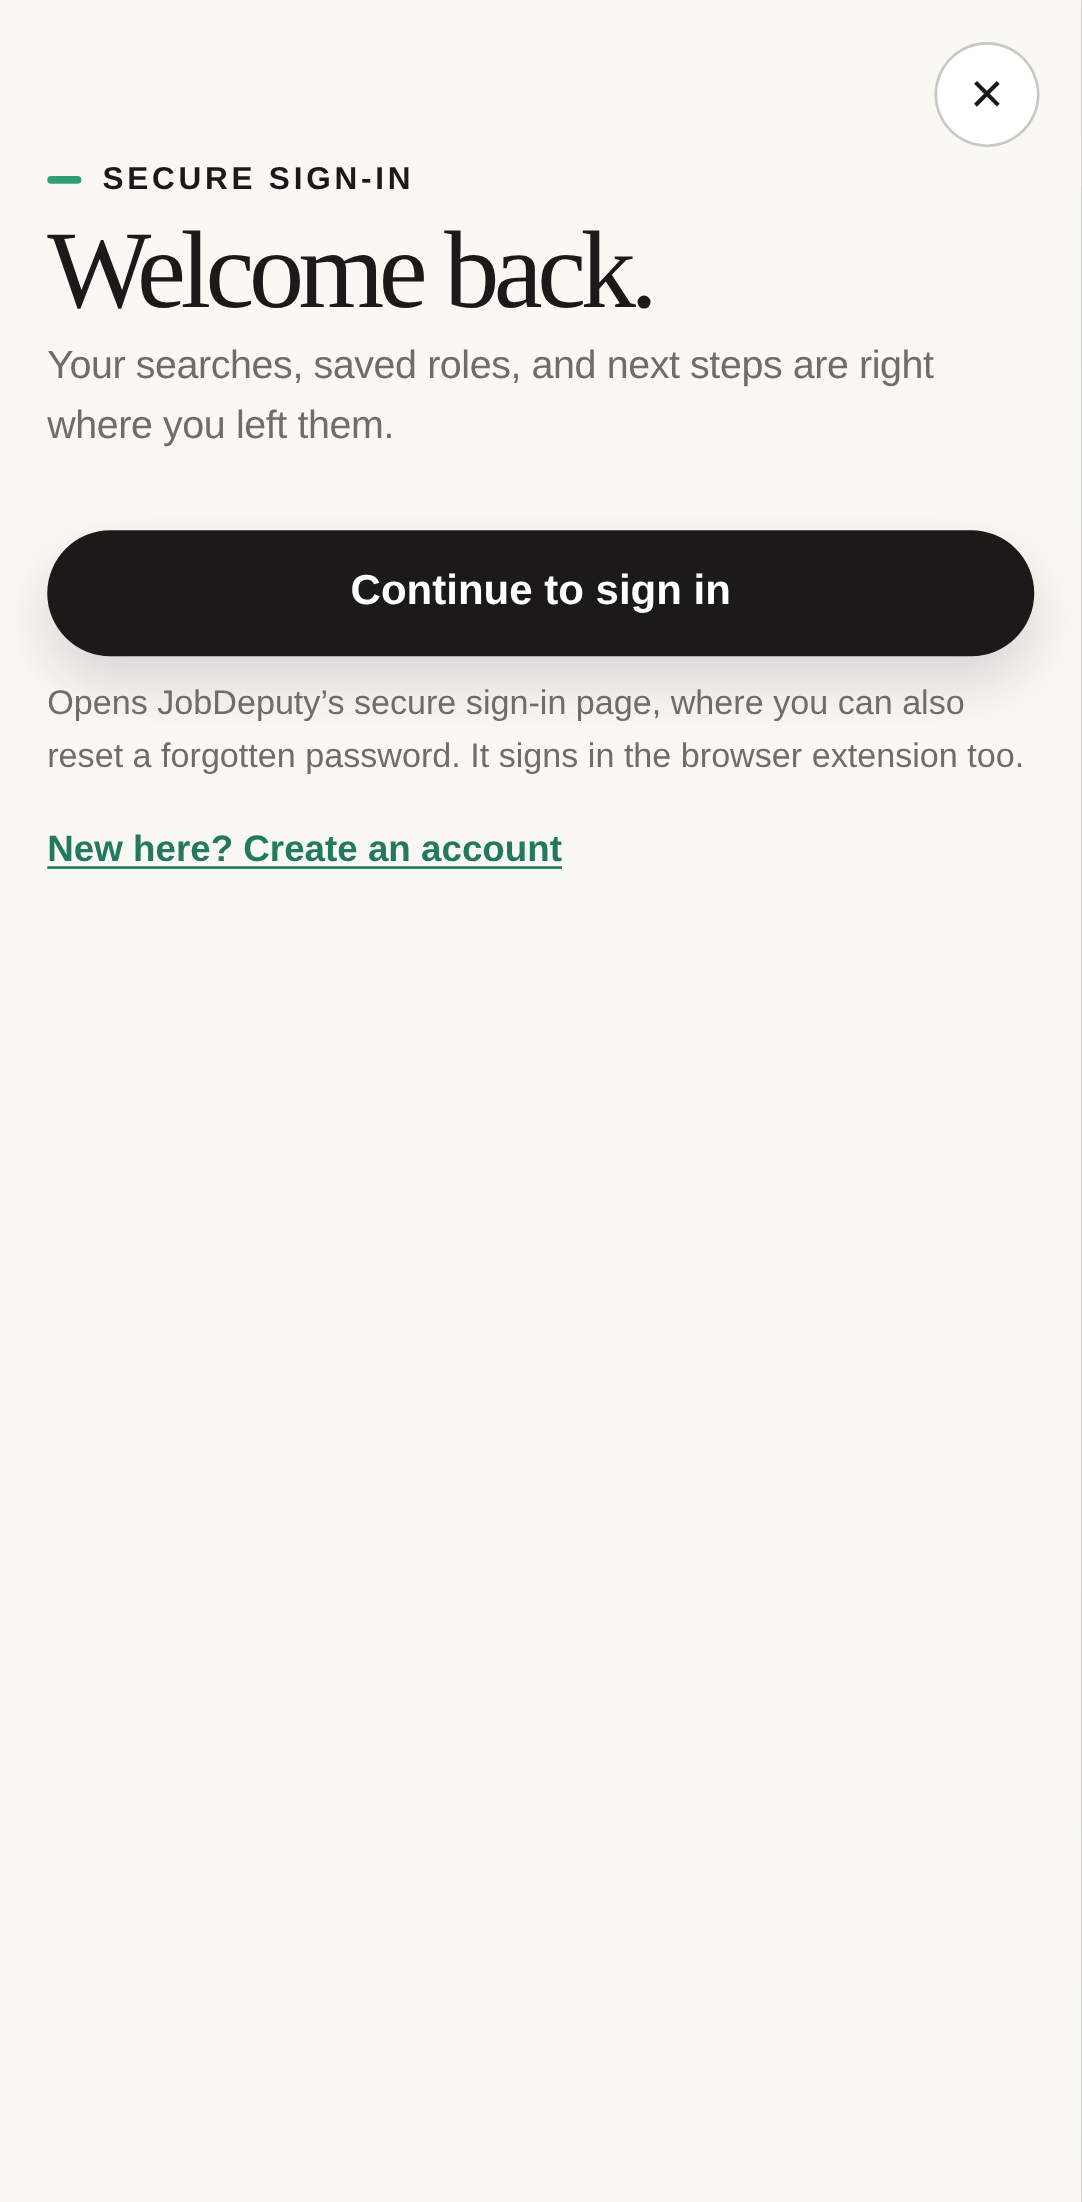 SECURE SIGN-IN
Welcome back.
Your searches, saved roles, and next steps are right
where you left them.
Continue to sign in
Opens JobDeputy’s secure sign-in page, where you can also
reset a forgotten password. It signs in the browser extension too.
New here? Create an account